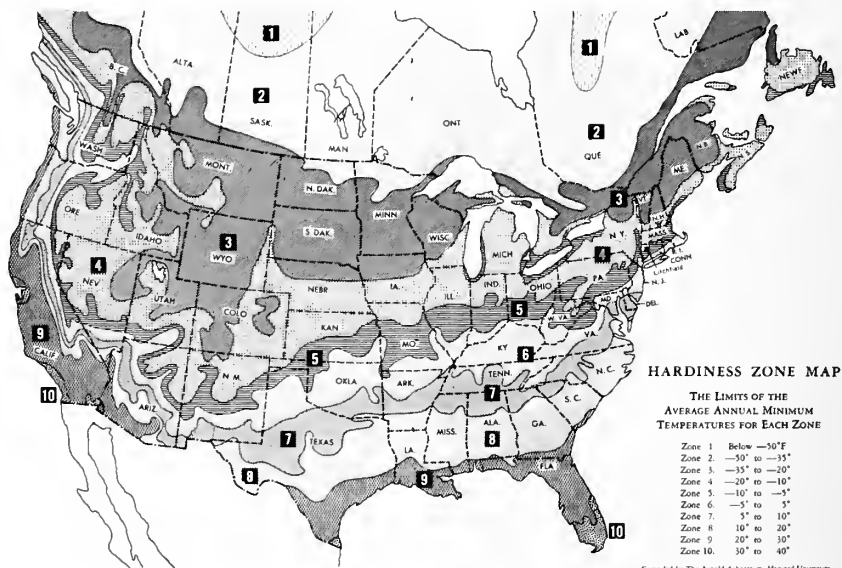 1
1
LAB
NEWF.
B. C.
ALTA.
2
SASK.
MAN
ONT
2
QUE
N.B.
ME.
WASH.
MONT.
N. DAK.
MINN.
3
VT.
N.H.
MASS
R. I.
CONN
Litchfield
N. J.
ORE
IDAHO
3
WYO
S. DAK.
WISC.
MICH
N. Y.
4
PA.
4
NEV.
UTAH
COLO
NEBR
IA.
ILL
IND.
OHIO
5
W. VA.
MD
DEL.
VA.
KAN
MO.
KY
6
9
CALIF.
5
N. M.
OKLA
ARK.
TENN.
N. C.
7
S. C.
10
ARIZ.
7
TEXAS
MISS.
ALA.
8
GA.
LA.
8
9
FLA
10
HARDINESS ZONE MAP
THE LIMITS OF THE
AVERAGE ANNUAL MINIMUM
TEMPERATURES FOR EACH ZONE
Zone 1 Below —50°F
Zone 2. —50° to —35°
Zone 3. —35° to —20°
Zone 4 —20° to —10°
Zone 5. —10° to —5°
Zone 6. —5° to 5°
Zone 7. 5° to 10°
Zone 8 10° to 20°
Zone 9 20° to 30°
Zone 10. 30° to 40°